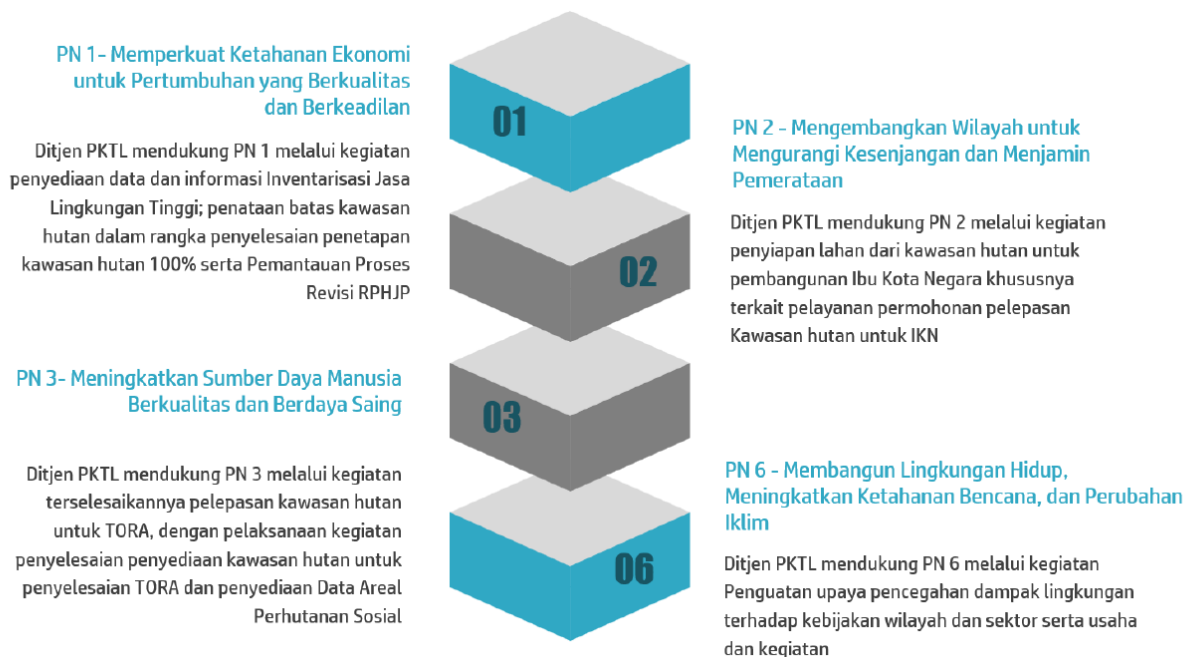 PN 1- Memperkuat Ketahanan Ekonomi
untuk Pertumbuhan yang Berkualitas
dan Berkeadilan
Ditjen PKTL mendukung PN 1 melalui kegiatan
penyediaan data dan informasi Inventarisasi Jasa
Lingkungan Tinggi; penataan batas kawasan
hutan dalam rangka penyelesaian penetapan
kawasan hutan 100% serta Pemantauan Proses
Revisi RPHJP
01
PN 2 - Mengembangkan Wilayah untuk
Mengurangi Kesenjangan dan Menjamin
Pemerataan
Ditjen PKTL mendukung PN 2 melalui kegiatan
penyiapan lahan dari kawasan hutan untuk
pembangunan Ibu Kota Negara khususnya
terkait pelayanan permohonan pelepasan
Kawasan hutan untuk IKN
02
PN 3- Meningkatkan Sumber Daya Manusia
Berkualitas dan Berdaya Saing
Ditjen PKTL mendukung PN 3 melalui kegiatan
terselesaikannya pelepasan kawasan hutan
untuk TORA, dengan pelaksanaan kegiatan
penyelesaian penyediaan kawasan hutan untuk
penyelesaian TORA dan penyediaan Data Areal
Perhutanan Sosial
03
PN 6 - Membangun Lingkungan Hidup,
Meningkatkan Ketahanan Bencana, dan Perubahan
Iklim
Ditjen PKTL mendukung PN 6 melalui kegiatan
Penguatan upaya pencegahan dampak lingkungan
terhadap kebijakan wilayah dan sektor serta usaha
dan kegiatan
06